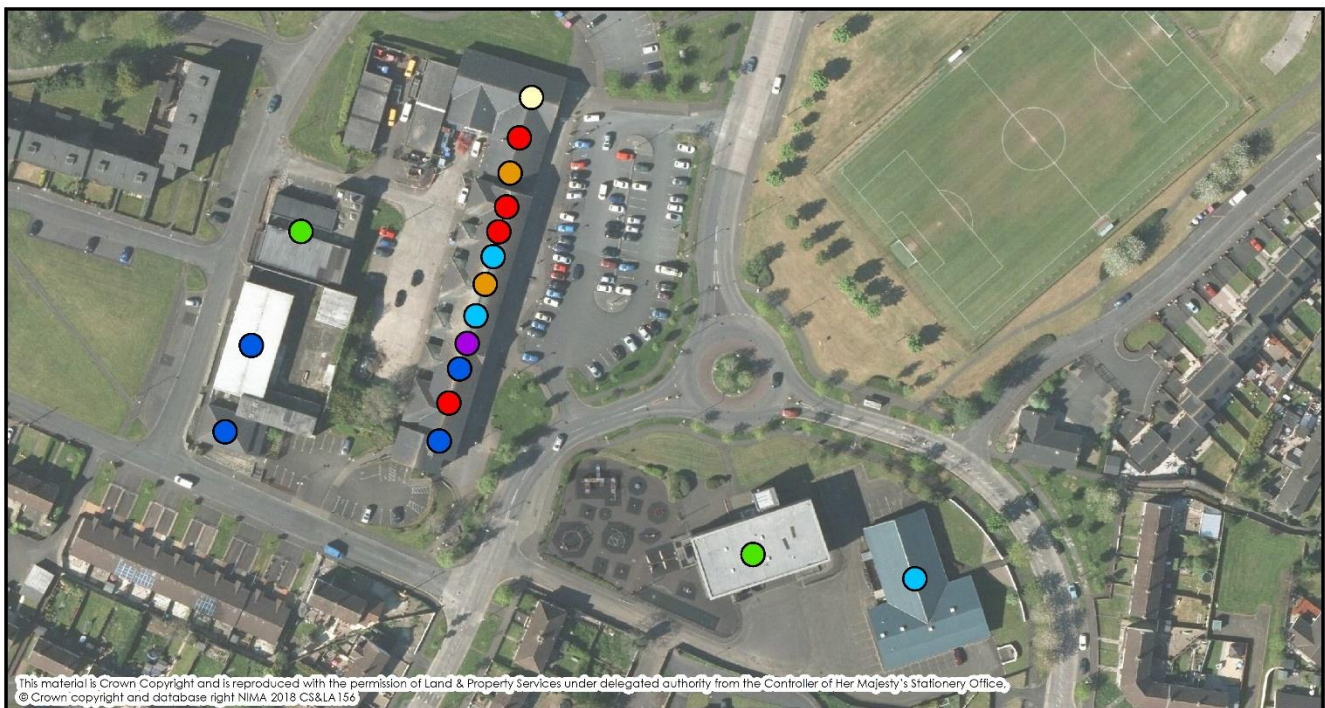 This material is Crown Copyright and is reproduced with the permission of Land & Property Services under delegated authority from the Controller of Her Majesty's Stationery Office,
© Crown copyright and database right NIMA 2018 CS&LA156